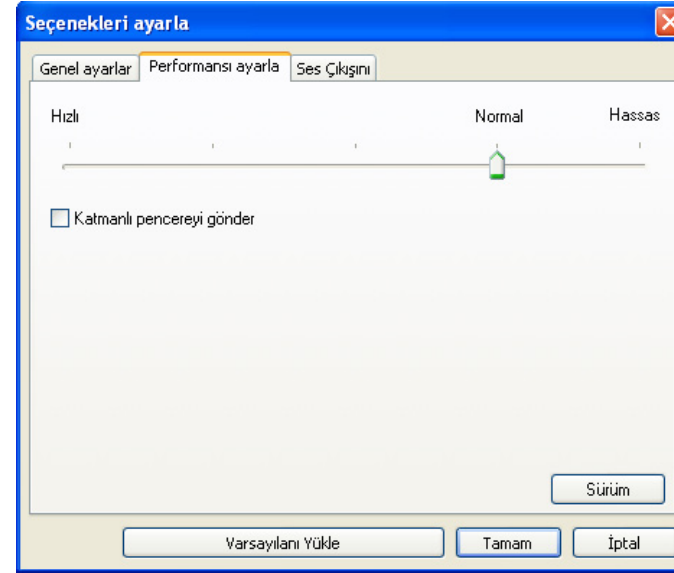 Seçenekleri ayarla
Genel ayarlar Performansı ayarla Ses Çıkışını
Hızlı Normal Hassas
Katmanlı pencereyi gönder
Sürüm
Varsayılanı Yükle Tamam İptal